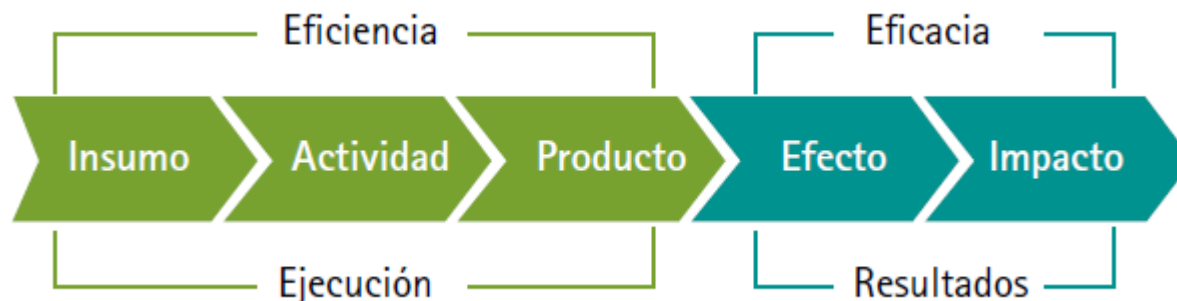 Eficiencia Eficacia
Insumo Actividad Producto Efecto Impacto
Ejecución Resultados